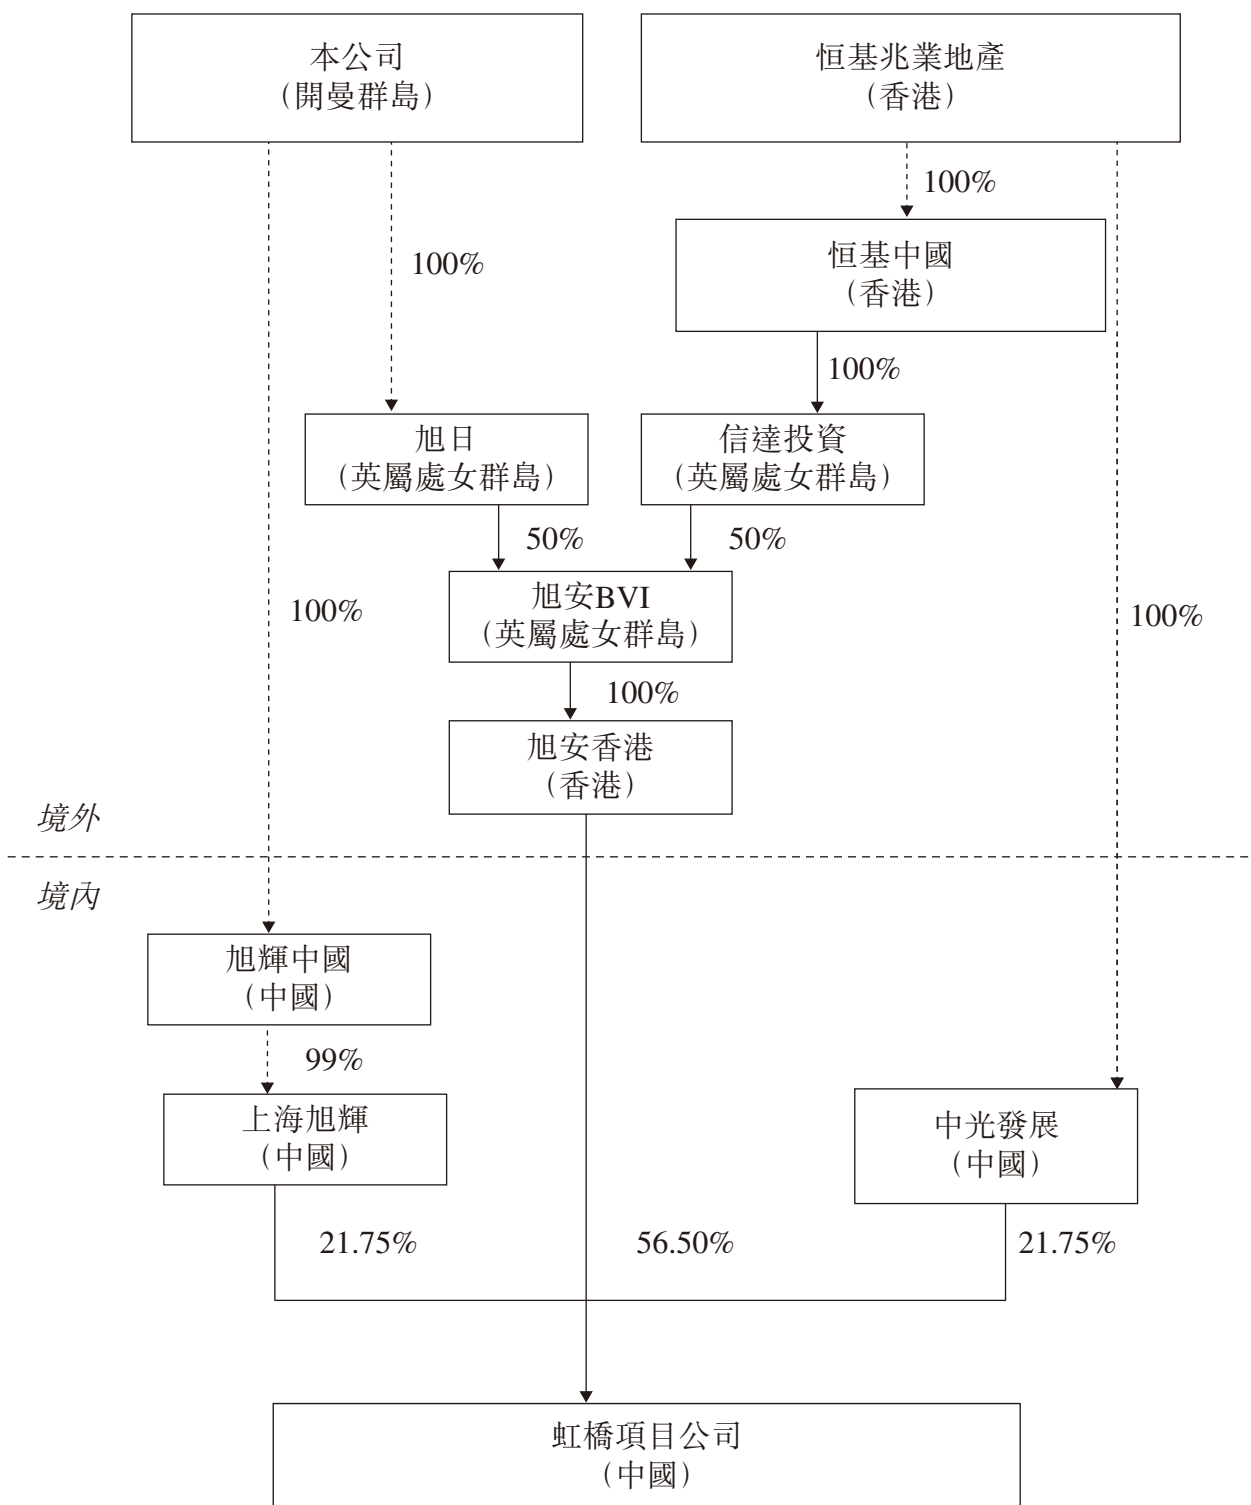 本公司
（開曼群島）
恒基兆業地產
（香港）
100%
恒基中國
（香港）
100%
100%
旭日
（英屬處女群島）
信達投資
（英屬處女群島）
50%
50%
旭安BVI
（英屬處女群島）
100%
100%
100%
旭安香港
（香港）
境外
境內
旭輝中國
（中國）
99%
上海旭輝
（中國）
中光發展
（中國）
21.75%
56.50%
21.75%
虹橋項目公司
（中國）